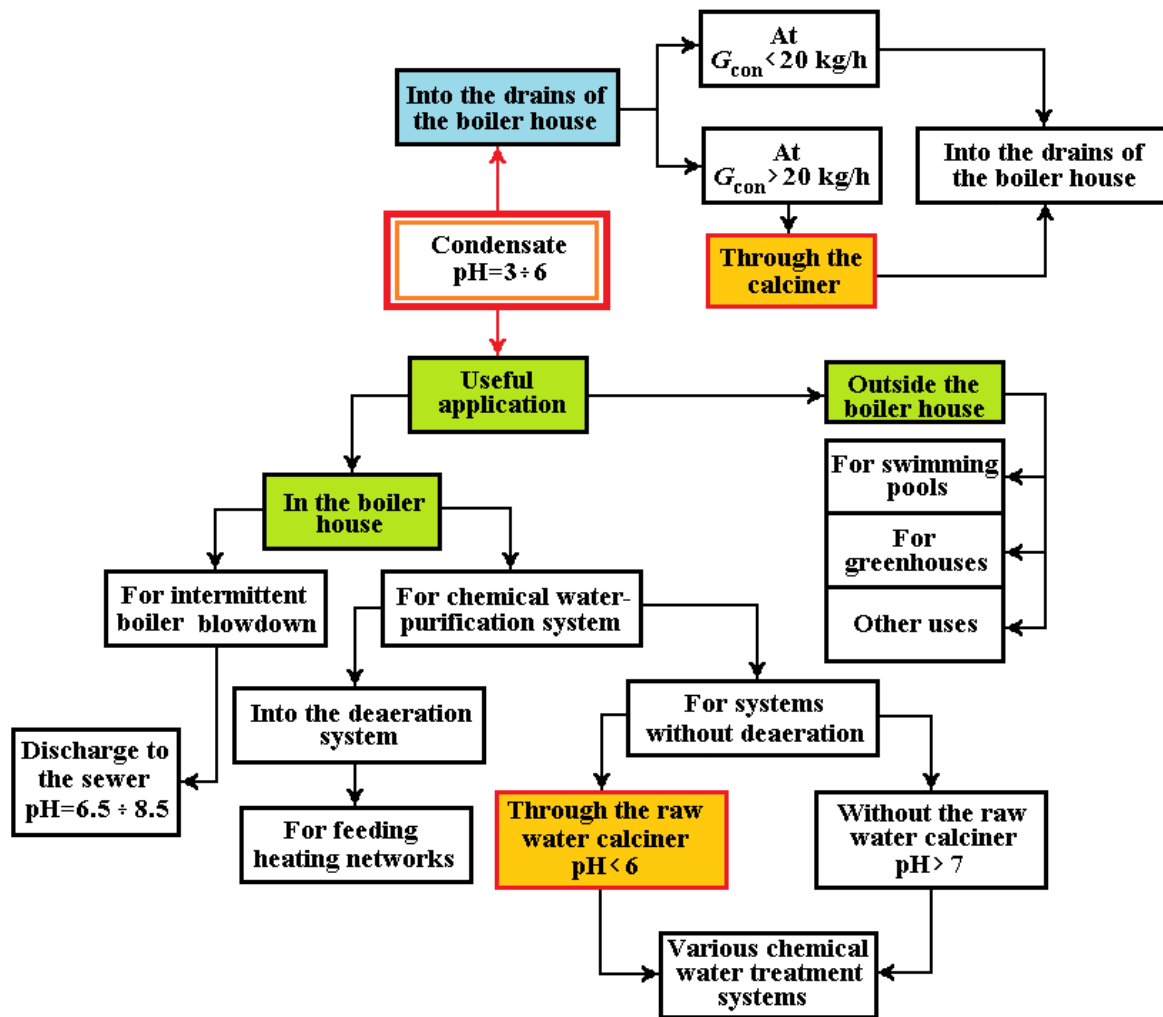 At
Gcon<20 kg/h
Into the drains of
the boiler house
At
Gcon>20 kg/h
Into the drains of
the boiler house
Condensate
pH=3÷6
Through the
calciner
Useful
application
Outside the
boiler house
For swimming
pools
In the boiler
house
For
greenhouses
For intermittent
boiler blowdown
For chemical water-
purification system
Other uses
Into the deaeration
system
For systems
without deaeration
Discharge to
the sewer
pH=6.5÷8.5
Through the raw
water calciner
pH<6
Without the raw
water calciner
pH>7
For feeding
heating networks
Various chemical
water treatment
systems